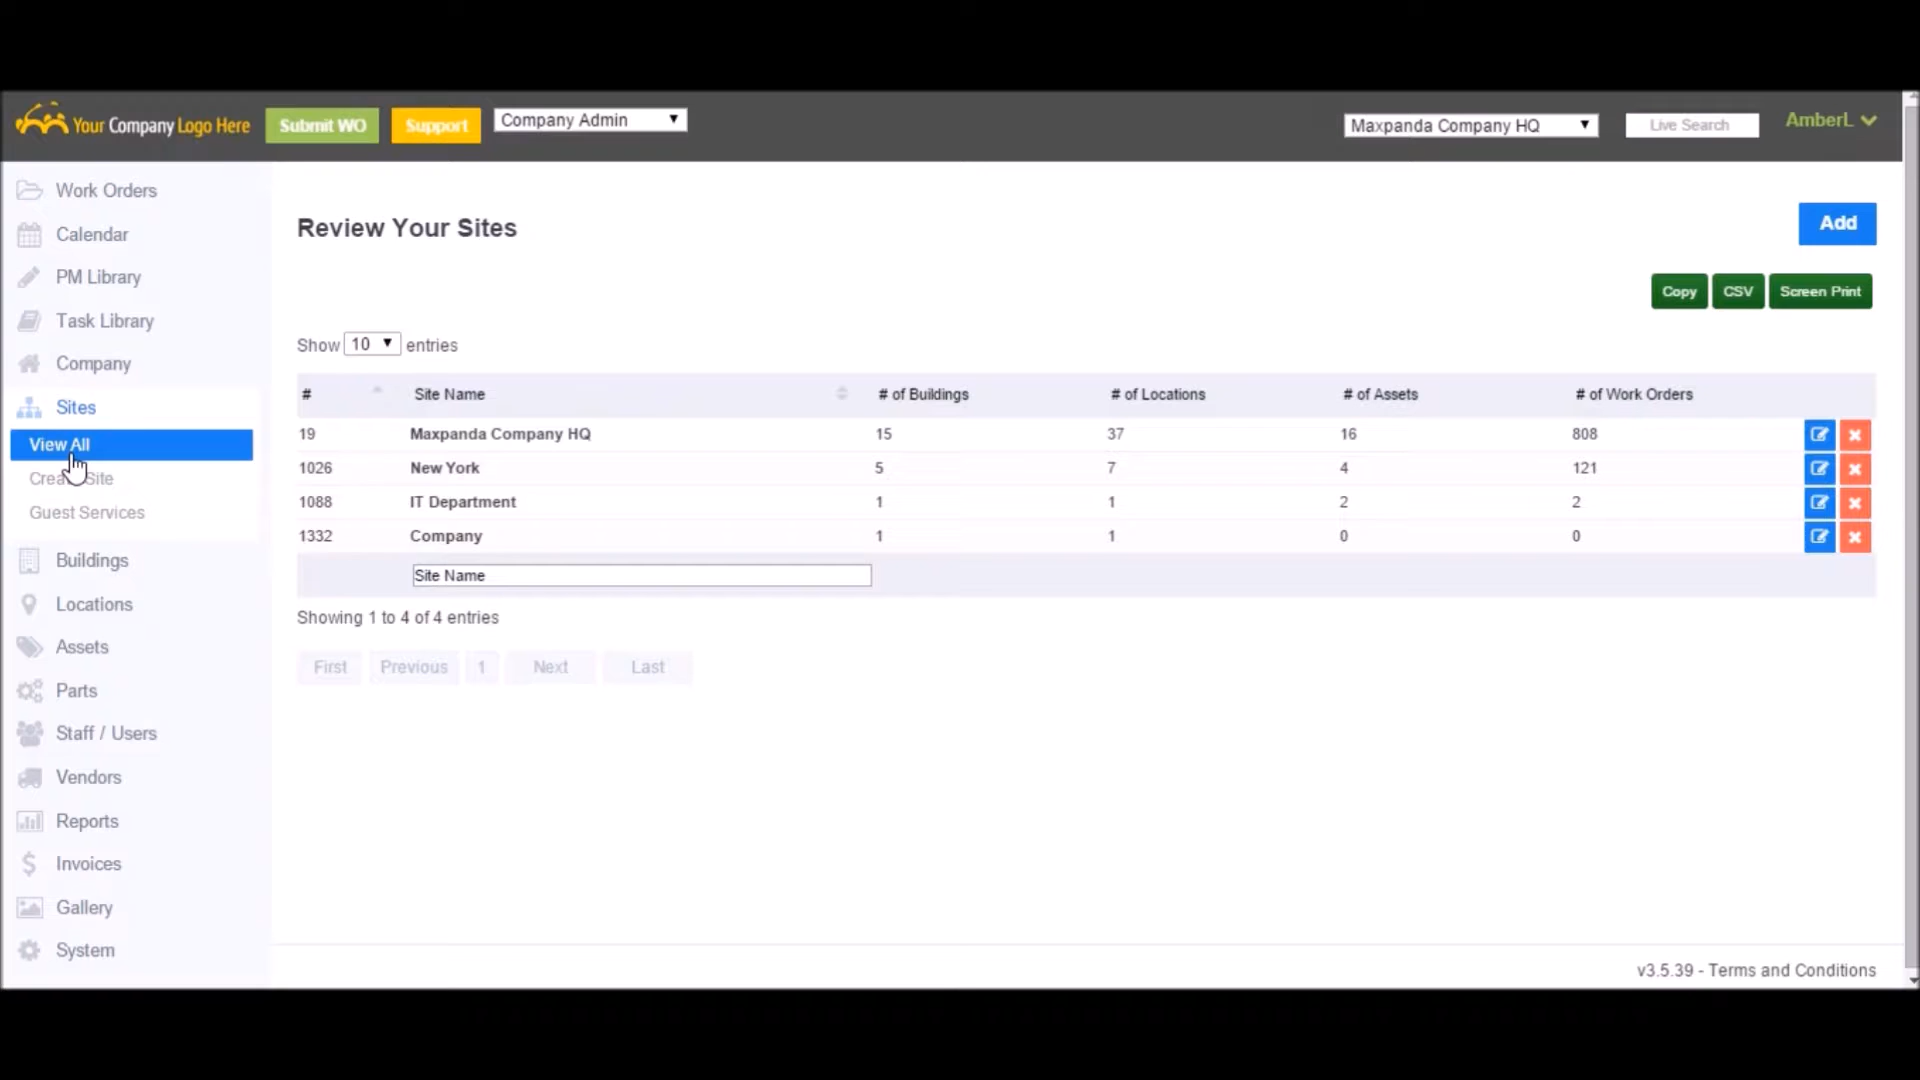 Your Company Logo Here Submit WO Support Company Admin Maxpanda Company HQ Live Search AmberL
Work Orders
Calendar
PM Library
Task Library
Company
Sites
View All
Guest Services
Buildings
Locations
Assets
Parts
Staff / Users
Vendors
Reports
Invoices
Gallery
System
Review Your Sites
Add
Copy CSV Screen Print
Show 10 entries
# Site Name # of Buildings # of Locations # of Assets # of Work Orders
19 Maxpanda Company HQ 15 37 16 808
1026 New York 5 7 4 121
1088 IT Department 1 1 2 2
1332 Company 1 1 0 0
Site Name
Showing 1 to 4 of 4 entries
First Previous 1 Next Last
v3.5.39 - Terms and Conditions